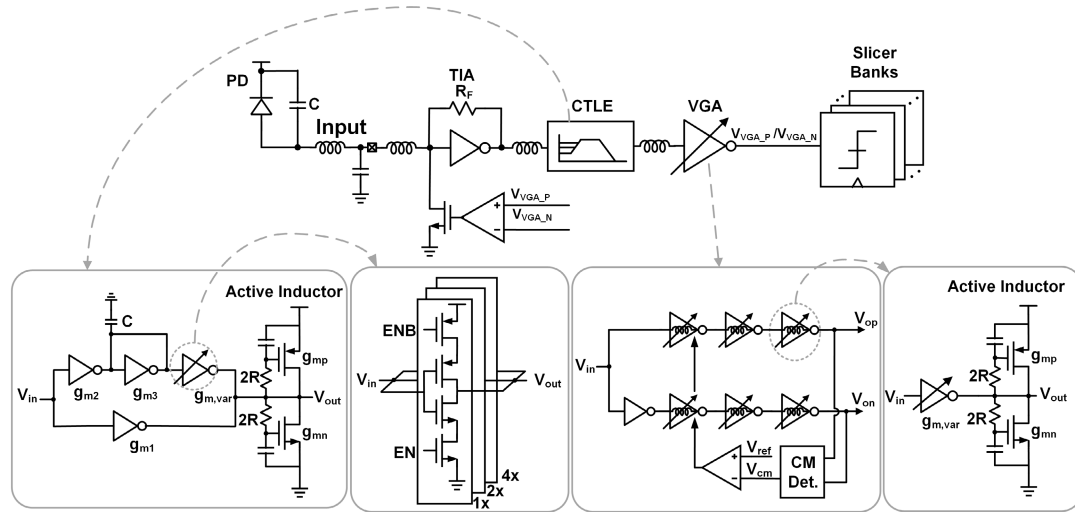 Slicer
Banks
PD
C
Input
TIA
R_F
CTLE
VGA
V_VGA_P /V_VGA_N
+
V_VGA_P
V_VGA_N
−
C
Active Inductor
g_m2
g_m3
g_m,var
V_in
g_m1
2R
2R
g_mp
V_out
g_mn
ENB
V_in
V_out
EN
4x
2x
1x
V_op
V_in
V_on
+
V_ref
V_cm
−
CM
Det.
Active Inductor
g_mp
2R
V_in
V_out
g_m,var
2R
g_mn